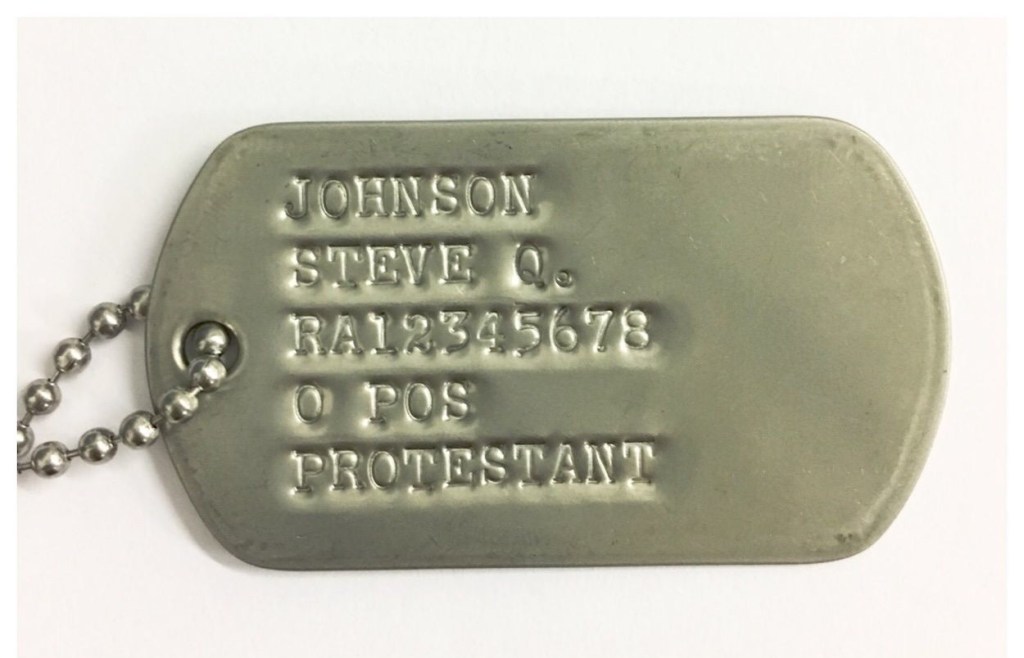 JOHNSON
STEVE Q.
RA12345678
O POS
PROTESTANT